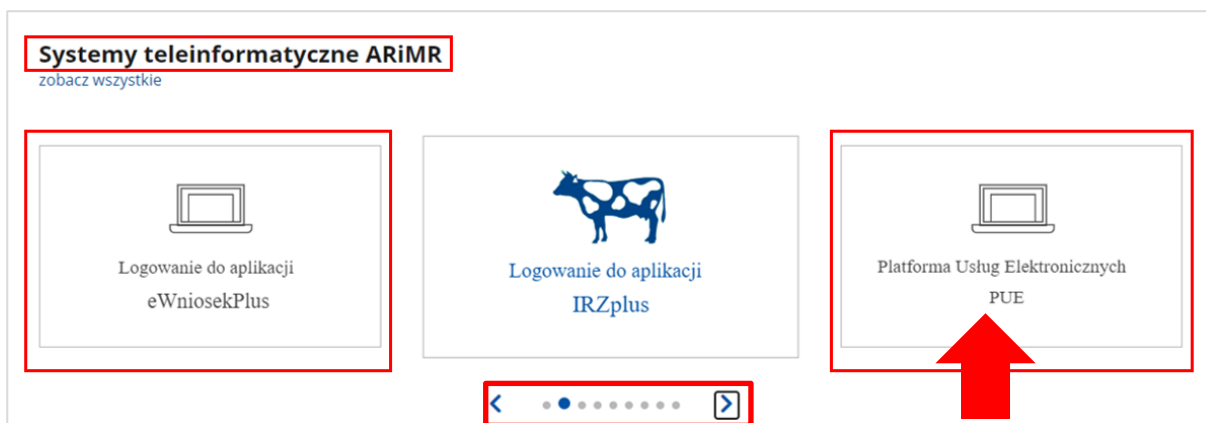 Systemy teleinformatyczne ARiMR
zobacz wszystkie
Logowanie do aplikacji
eWniosekPlus
Logowanie do aplikacji
IRZplus
Platforma Usług Elektronicznych
PUE